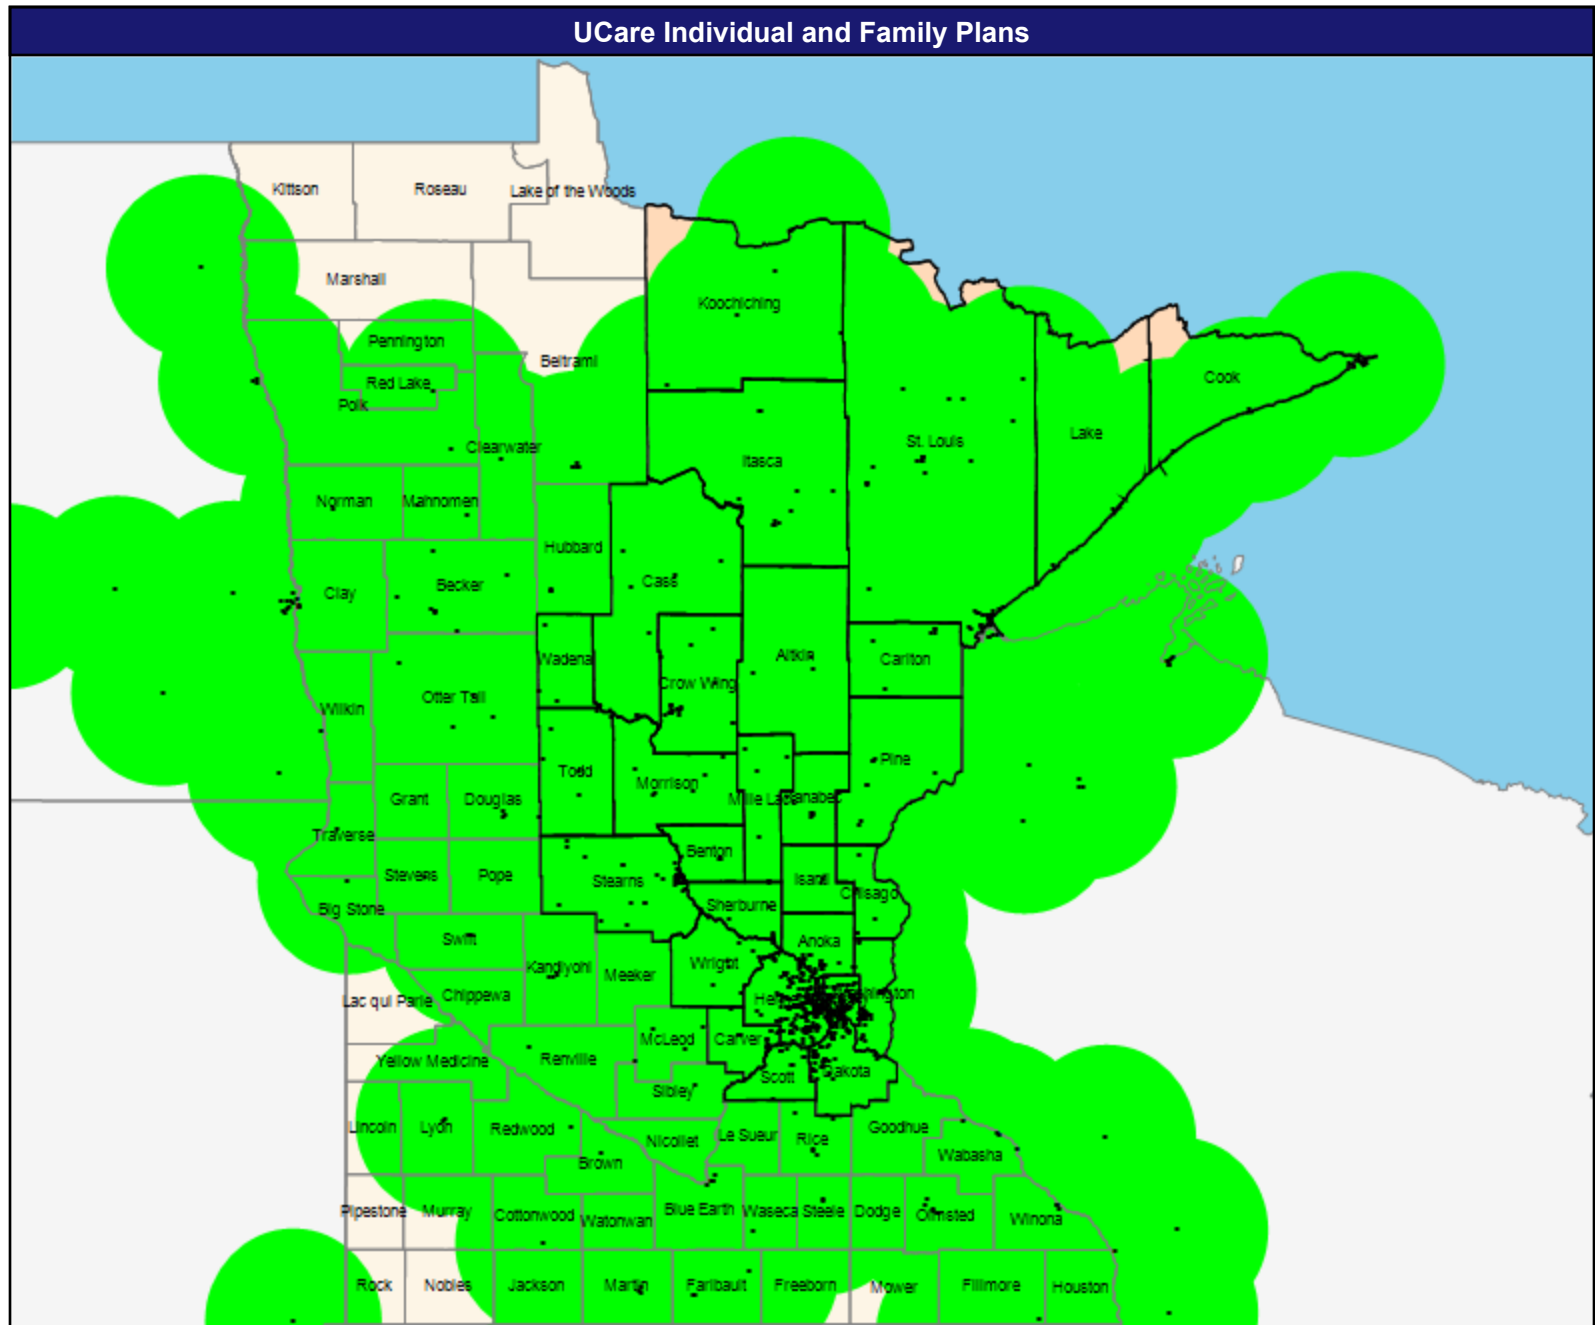 UCare Individual and Family Plans
Kittson
Roseau
Lake of the Woods
Marshall
Koochiching
Pennington
Beltrami
Red Lake
Polk
Cook
Clearwater
St. Louis
Lake
Itasca
Norman
Mahnomen
Hubbard
Cass
Clay
Becker
Wadena
Aitkin
Carlton
Crow Wing
Otter Tail
Wilkin
Pine
Todd
Morrison
Grant
Douglas
Mille Lacs
Kanabec
Traverse
Benton
Stevens
Pope
Stearns
Isanti
Chisago
Big Stone
Sherburne
Swift
Anoka
Kandiyohi
Meeker
Wright
Lac qui Parle
Chippewa
McLeod
Carver
Yellow Medicine
Renville
Scott
Dakota
Sibley
Lincoln
Lyon
Redwood
Nicollet
Le Sueur
Rice
Goodhue
Brown
Wabasha
Pipestone
Murray
Cottonwood
Watonwan
Blue Earth
Waseca
Steele
Dodge
Olmsted
Winona
Rock
Nobles
Jackson
Martin
Faribault
Freeborn
Mower
Fillmore
Houston